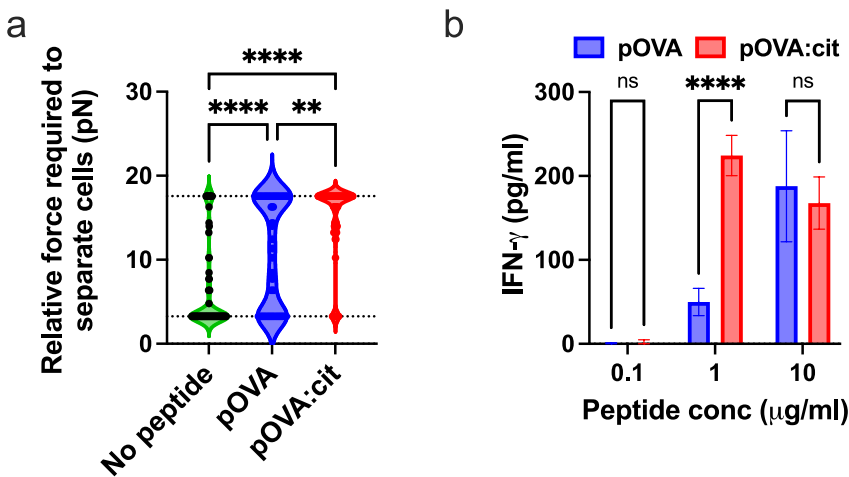 a
Relative force required to
separate cells (pN)
30
20
10
0
****
****
**
No peptide
pOVA
pOVA:cit
b
pOVA
pOVA:cit
IFN-γ (pg/ml)
300
200
100
0
ns
****
ns
0.1
1
10
Peptide conc (μg/ml)